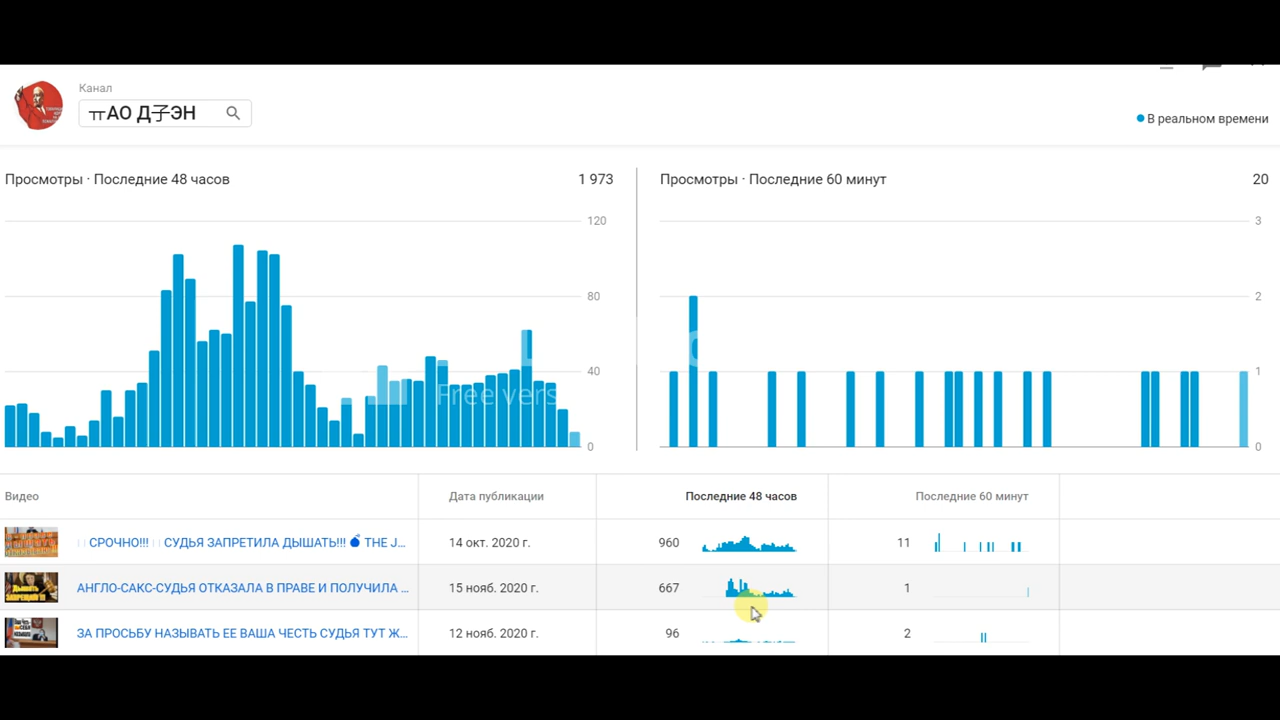 Канал
ㅠАО Д子ЭН
В реальном времени
Просмотры · Последние 48 часов
1 973
120
80
40
0
Просмотры · Последние 60 минут
20
3
2
1
0
Free vers
Видео
Дата публикации
Последние 48 часов
Последние 60 минут
СРОЧНО!!! СУДЬЯ ЗАПРЕТИЛА ДЫШАТЬ!!! 💣 THE J...
14 окт. 2020 г.
960
11
АНГЛО-САКС-СУДЬЯ ОТКАЗАЛА В ПРАВЕ И ПОЛУЧИЛА ...
15 нояб. 2020 г.
667
1
ЗА ПРОСЬБУ НАЗЫВАТЬ ЕЕ ВАША ЧЕСТЬ СУДЬЯ ТУТ Ж...
12 нояб. 2020 г.
96
2